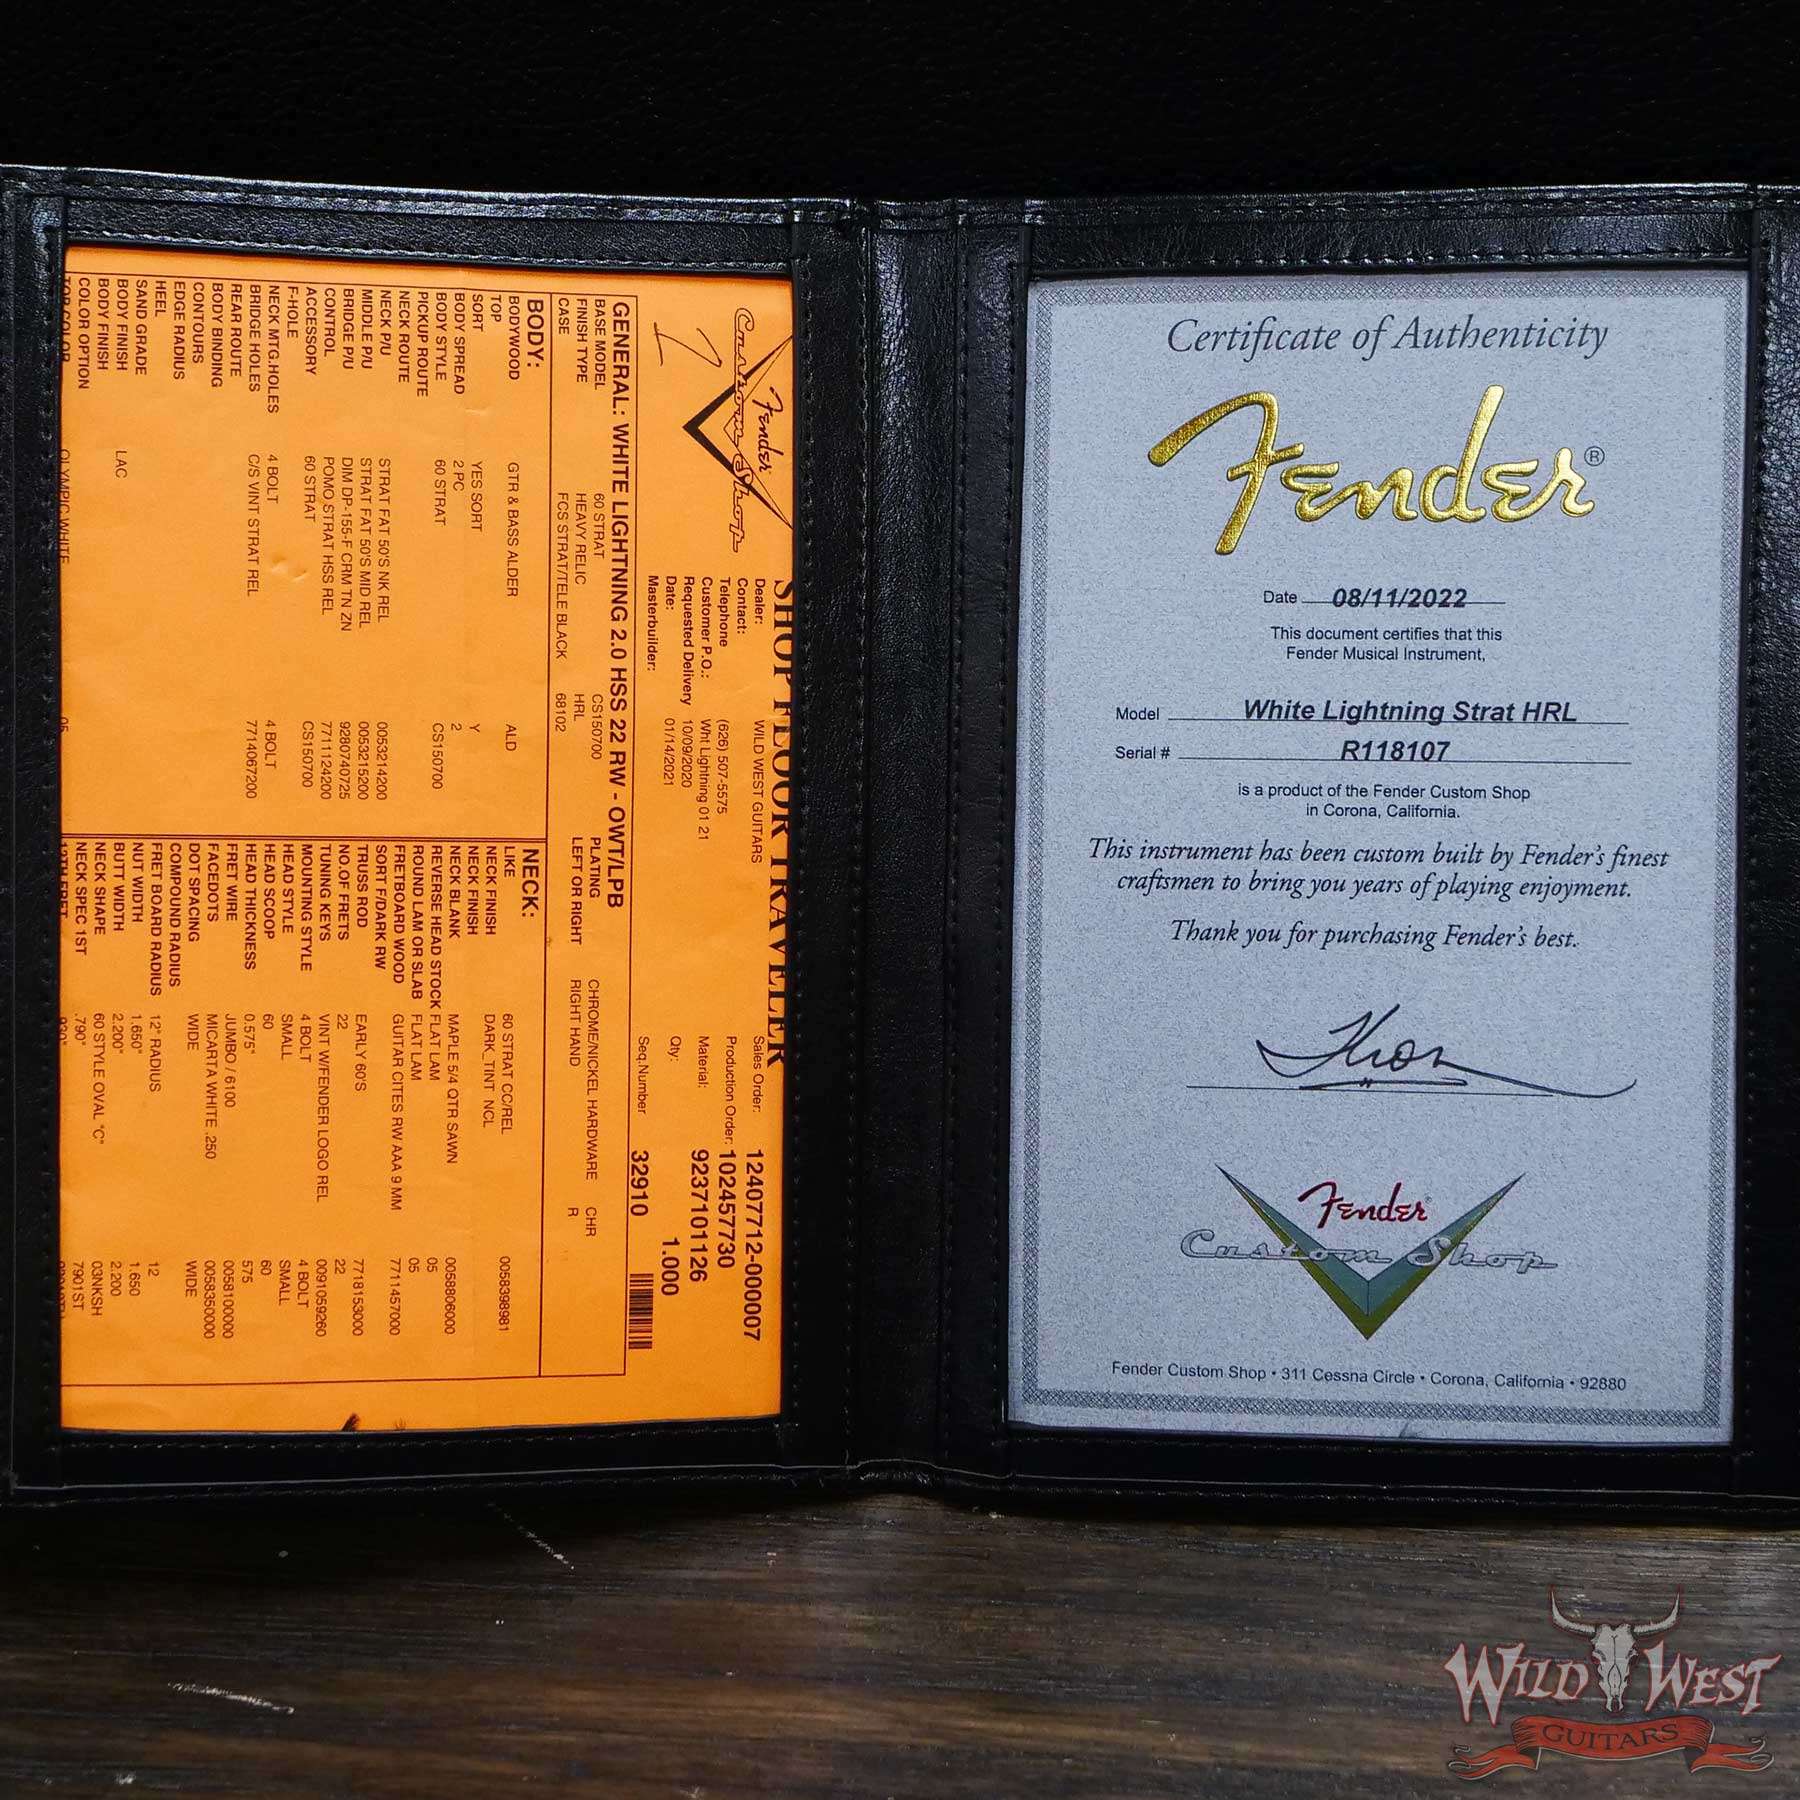 Fender
Custom Shop
SHOP FLOOR TRAVELER
Dealer: WILD WEST GUITARS
Contact:
Telephone (626) 507-5575
Customer P.O.: Wht Lightning 01 21
Requested Delivery 10/09/2020
Date: 01/14/2021
Masterbuilder:
Sales Order: 12407712-000007
Production Order: 102457730
Material: 9237101126
Qty: 1.000
Seq.Number 32910
GENERAL: WHITE LIGHTNING 2.0 HSS 22 RW - OWT/LPB
BASE MODEL 60 STRAT CS150700 PLATING CHROME/NICKEL HARDWARE CHR
FINISH TYPE HEAVY RELIC HRL LEFT OR RIGHT RIGHT HAND R
CASE FCS STRAT/TELE BLACK 68102
BODY:
BODYWOOD GTR & BASS ALDER ALD
TOP
SORT YES SORT Y
BODY SPREAD 2 PC 2
BODY STYLE 60 STRAT CS150700
PICKUP ROUTE
NECK ROUTE
NECK P/U STRAT FAT 50'S NK REL 0053214200
MIDDLE P/U STRAT FAT 50'S MID REL 0053215200
BRIDGE P/U DM DP-155-F CRM TN ZN 9280740725
CONTROL POMO STRAT HSS REL 7711124200
ACCESSORY 60 STRAT CS150700
F-HOLE
NECK MTG.HOLES 4 BOLT 4 BOLT
BRIDGE HOLES C/S VINT STRAT REL 7714067200
REAR ROUTE
BODY BINDING
CONTOURS
EDGE RADIUS
HEEL
SAND GRADE
BODY FINISH LAC
BODY FINISH
COLOR OPTION
TOP COLOR OLYMPIC WHITE 05
NECK:
LIKE 60 STRAT CC/REL 0058398981
NECK FINISH DARK_TINT NCL
NECK FINISH
NECK BLANK MAPLE 5/4 QTR SAWN 0058806000
REVERSE HEAD STOCK FLAT LAM 05
ROUND LAM OR SLAB FLAT LAM 05
FRETBOARD WOOD GUITAR CITES RW AAA 9 MM 7711457000
SORT F/DARK RW
TRUSS ROD EARLY 60'S 7718153000
NO.OF FRETS 22 22
TUNING KEYS VINT W/FENDER LOGO REL 0091059260
MOUNTING STYLE 4 BOLT 4 BOLT
HEAD STYLE SMALL SMALL
HEAD SCOOP 60 60
HEAD THICKNESS 0.575" 575
FRET WIRE JUMBO / 6100 0058100000
FACEDOTS MICARTA WHITE .250 0058350000
DOT SPACING WIDE WIDE
COMPOUND RADIUS
FRET BOARD RADIUS 12" RADIUS 12
NUT WIDTH 1.650" 1.650
BUTT WIDTH 2.200" 2.200
NECK SHAPE 60 STYLE OVAL "C" 03NKSH
NECK SPEC 1ST .790" 7901ST
12TH FRET
Certificate of Authenticity
Fender®
Date 08/11/2022
This document certifies that this
Fender Musical Instrument,
Model White Lightning Strat HRL
Serial # R118107
is a product of the Fender Custom Shop
in Corona, California.
This instrument has been custom built by Fender's finest
craftsmen to bring you years of playing enjoyment.
Thank you for purchasing Fender's best.
Fender
Custom Shop
Fender Custom Shop • 311 Cessna Circle • Corona, California • 92880
WILD WEST
GUITARS